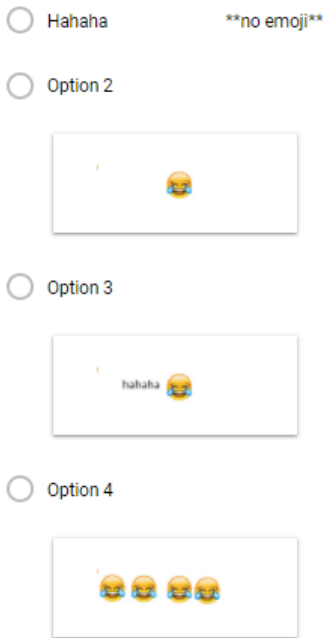 Hahaha **no emoji**
Option 2
😂
Option 3
hahaha 😂
Option 4
😂 😂 😂😂